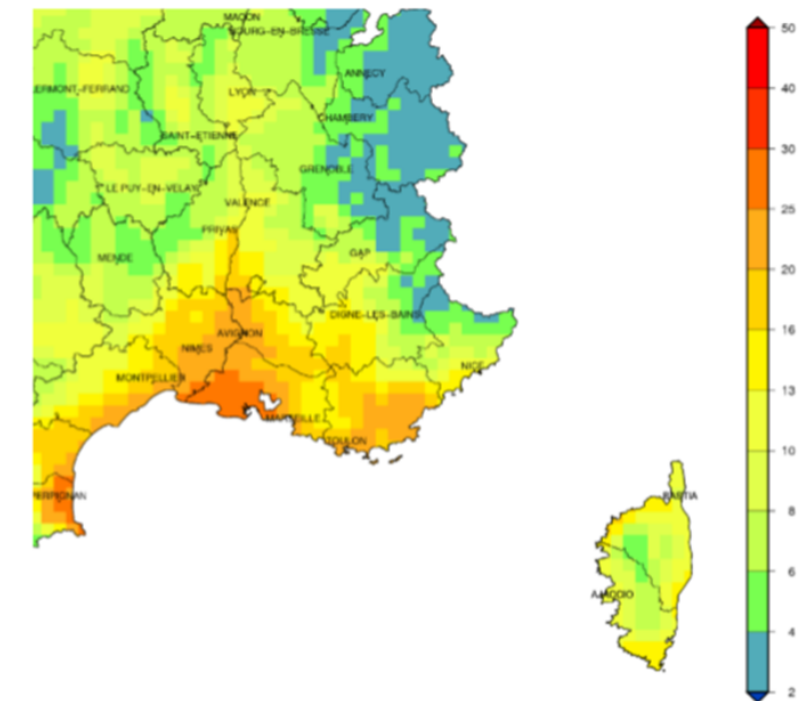 MACON
50
BOURG-EN-BRESSE
ANNECY
40
ERMONT-FERRAND
LYON
CHAMBERY
SAINT-ETIENNE
30
GRENOBLE
LE PUY-EN-VELAY
VALENCE
25
PRIVAS
GAP
MENDE
20
DIGNE-LES-BAINS
AVIGNON
16
NIMES
NICE
MONTPELLIER
13
MARSEILLE
TOULON
10
PERPIGNAN
BASTIA
8
6
AJACCIO
4
2